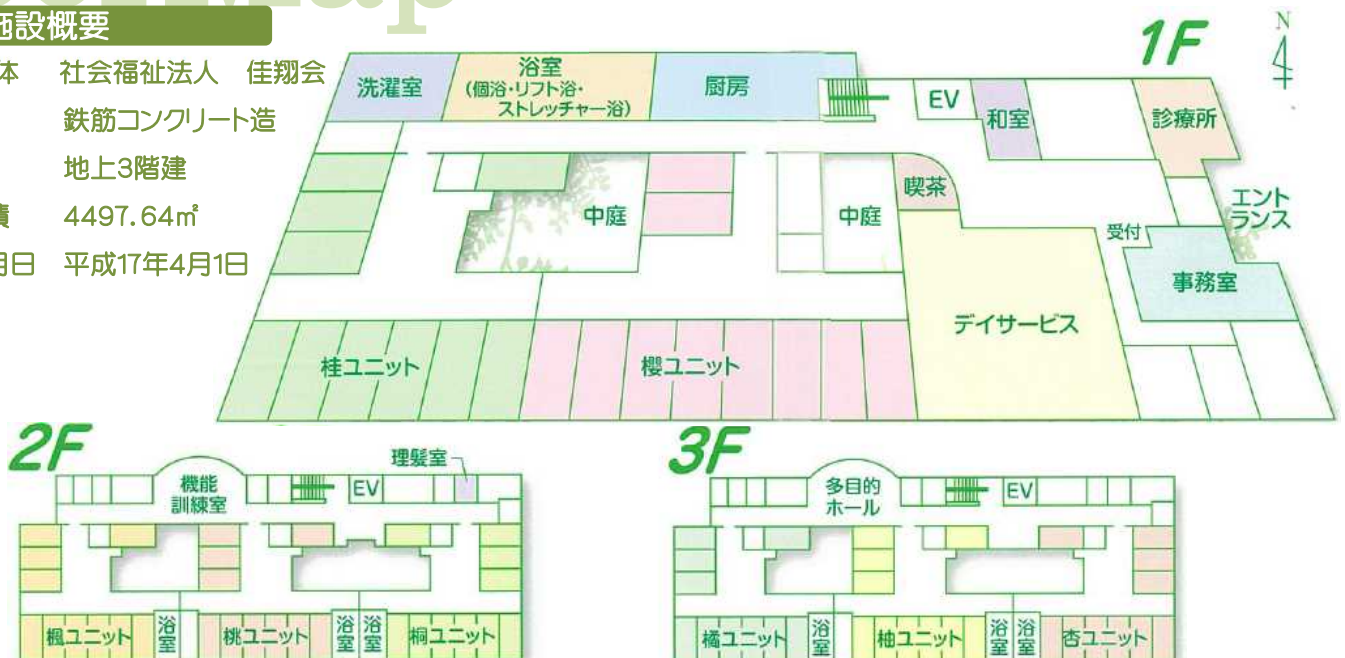 施設概要
体 社会福祉法人 佳翔会
鉄筋コンクリート造
地上3階建
積 4497.64㎡
月日 平成17年4月1日
1F
N
洗濯室
浴室
(個浴・リフト浴・
ストレッチャー浴)
厨房
EV
和室
診療所
中庭
中庭
喫茶
エント
ランス
受付
事務室
デイサービス
桂ユニット
櫻ユニット
2F
理髪室
機能
訓練室
EV
楓ユニット
浴室
桃ユニット
浴室
浴室
桐ユニット
3F
多目的
ホール
EV
橘ユニット
浴室
柚ユニット
浴室
浴室
杏ユニット